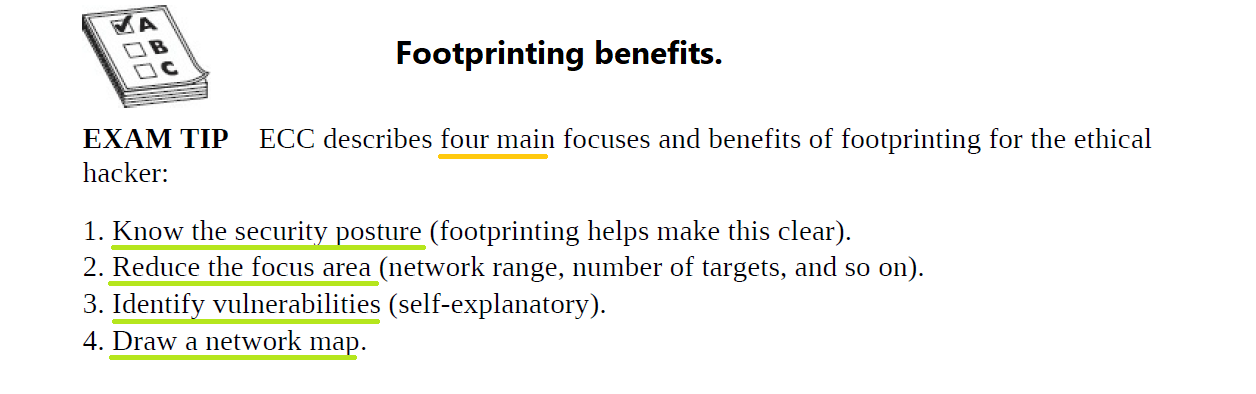 A
B
C
Footprinting benefits.
EXAM TIP ECC describes four main focuses and benefits of footprinting for the ethical
hacker:
1. Know the security posture (footprinting helps make this clear).
2. Reduce the focus area (network range, number of targets, and so on).
3. Identify vulnerabilities (self-explanatory).
4. Draw a network map.